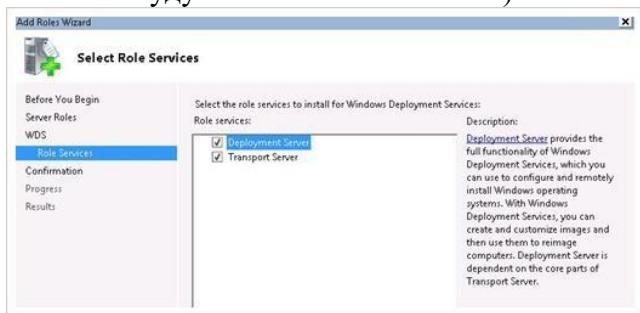 Add Roles Wizard
Select Role Services
Before You Begin
Server Roles
WDS
Role Services
Confirmation
Progress
Results
Select the role services to install for Windows Deployment Services:
Role services:
Deployment Server
Transport Server
Description:
Deployment Server provides the
full functionality of Windows
Deployment Services, which you
can use to configure and remotely
install Windows operating
systems. With Windows
Deployment Services, you can
create and customize images and
then use them to reimage
computers. Deployment Server is
dependent on the core parts of
Transport Server.